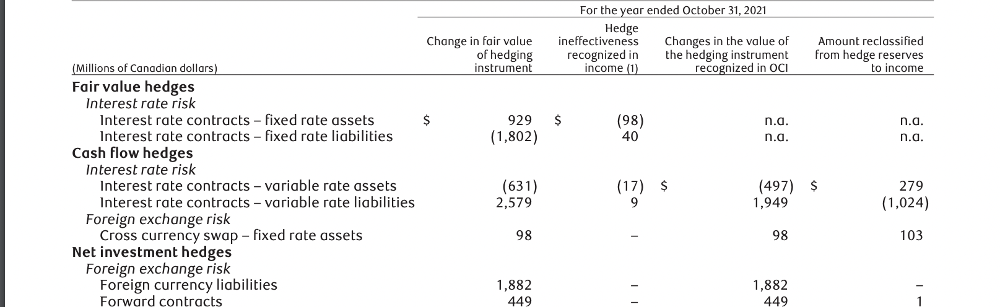 For the year ended October 31, 2021
Hedge
Change in fair value ineffectiveness Changes in the value of Amount reclassified
of hedging recognized in the hedging instrument from hedge reserves
(Millions of Canadian dollars) instrument income (1) recognized in OCI to income
Fair value hedges
Interest rate risk
Interest rate contracts – fixed rate assets $ 929 $ (98) n.a. n.a.
Interest rate contracts – fixed rate liabilities (1,802) 40 n.a. n.a.
Cash flow hedges
Interest rate risk
Interest rate contracts – variable rate assets (631) (17) $ (497) $ 279
Interest rate contracts – variable rate liabilities 2,579 9 1,949 (1,024)
Foreign exchange risk
Cross currency swap – fixed rate assets 98 – 98 103
Net investment hedges
Foreign exchange risk
Foreign currency liabilities 1,882 – 1,882 –
Forward contracts 449 – 449 1